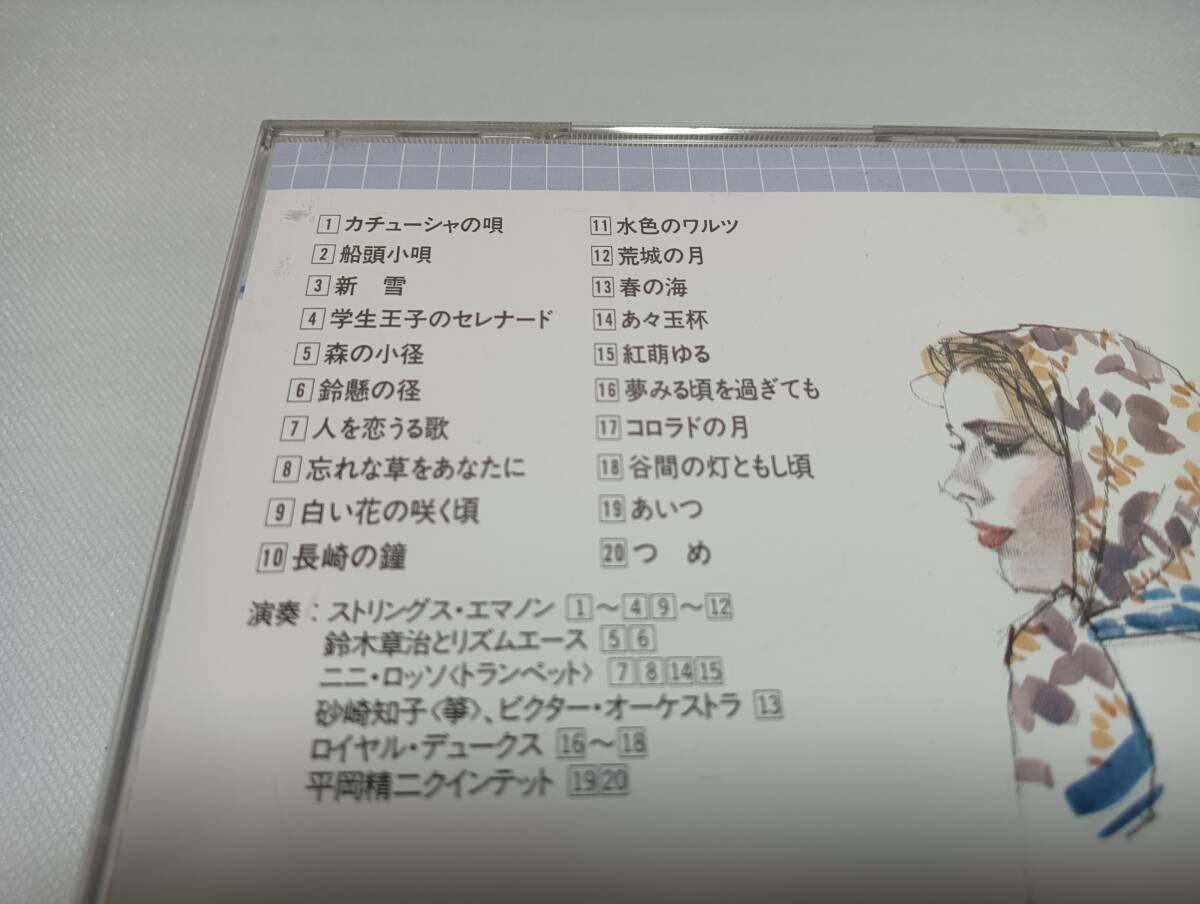 1 カチューシャの唄
2 船頭小唄
3 新 雪
4 学生王子のセレナード
5 森の小径
6 鈴懸の径
7 人を恋うる歌
8 忘れな草をあなたに
9 白い花の咲く頃
10 長崎の鐘
11 水色のワルツ
12 荒城の月
13 春の海
14 あゝ玉杯
15 紅萌ゆる
16 夢みる頃を過ぎても
17 コロラドの月
18 谷間の灯ともし頃
19 あいつ
20 つ め
演奏：ストリングス・エマノン 1〜4 9〜12
鈴木章治とリズムエース 5 6
ニニ・ロッソ〈トランペット〉 7 8 14 15
砂崎知子〈箏〉、ビクター・オーケストラ 13
ロイヤル・デュークス 16〜18
平岡精二クインテット 19 20